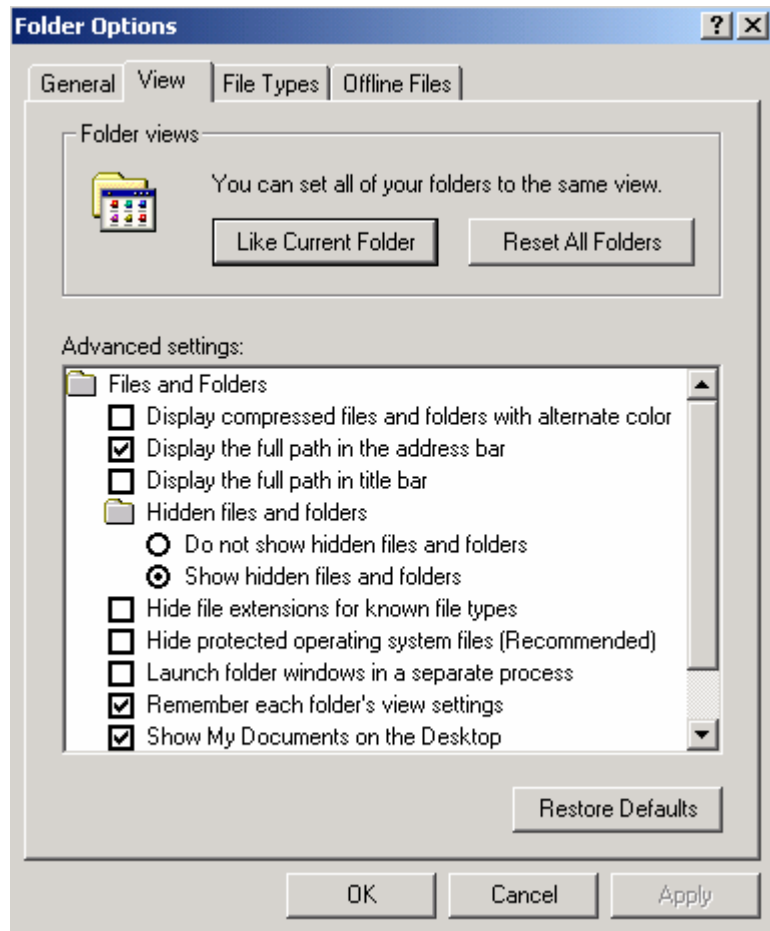 Folder Options
General View File Types Offline Files
Folder views
You can set all of your folders to the same view.
Like Current Folder Reset All Folders
Advanced settings:
Files and Folders
Display compressed files and folders with alternate color
Display the full path in the address bar
Display the full path in title bar
Hidden files and folders
Do not show hidden files and folders
Show hidden files and folders
Hide file extensions for known file types
Hide protected operating system files (Recommended)
Launch folder windows in a separate process
Remember each folder's view settings
Show My Documents on the Desktop
Restore Defaults
OK Cancel Apply